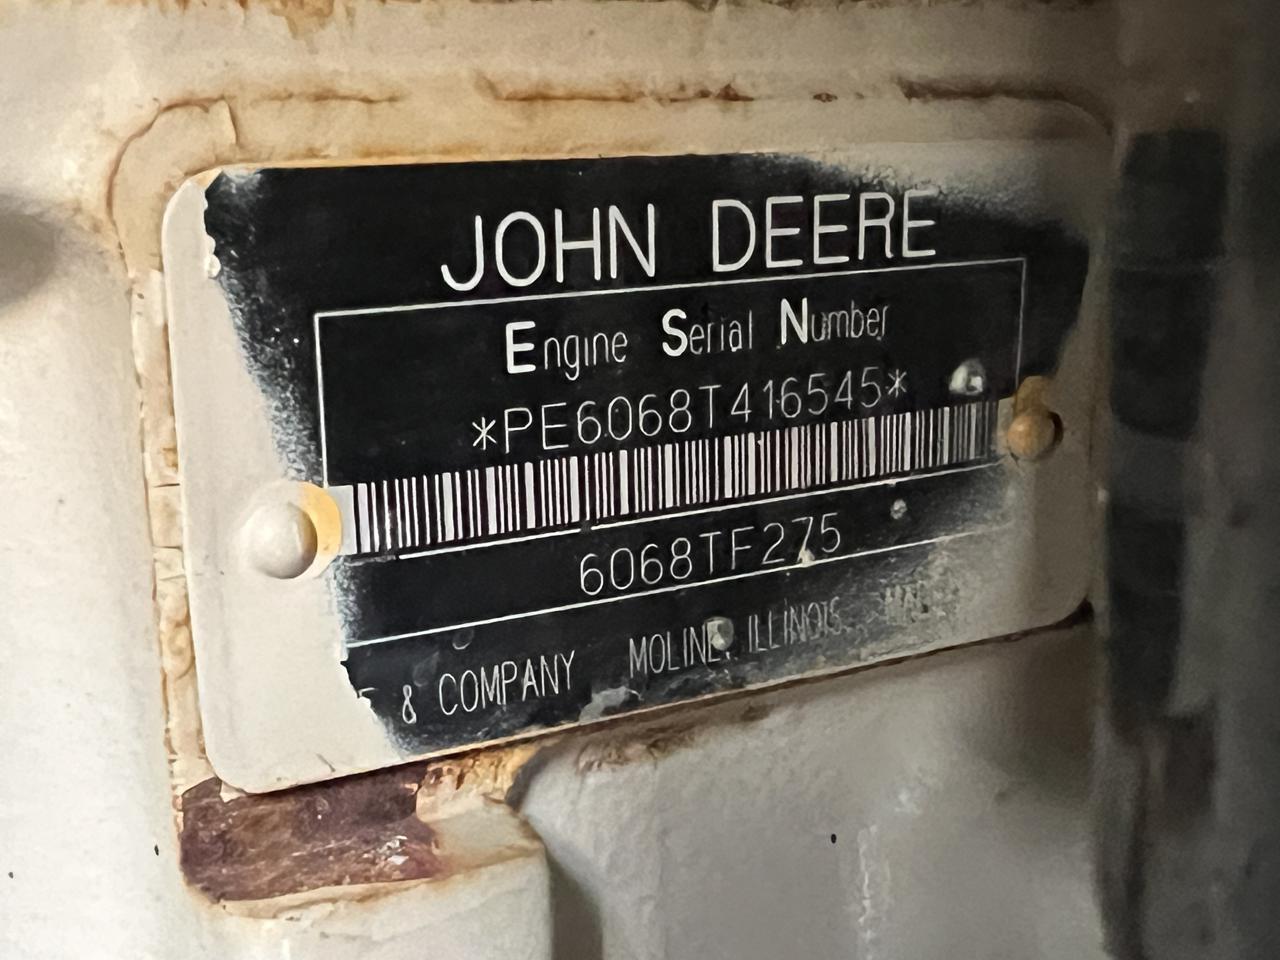 JOHN DEERE
Engine Serial Number
*PE6068T416545*
6068TF275
E & COMPANY MOLINE, ILLINOIS,